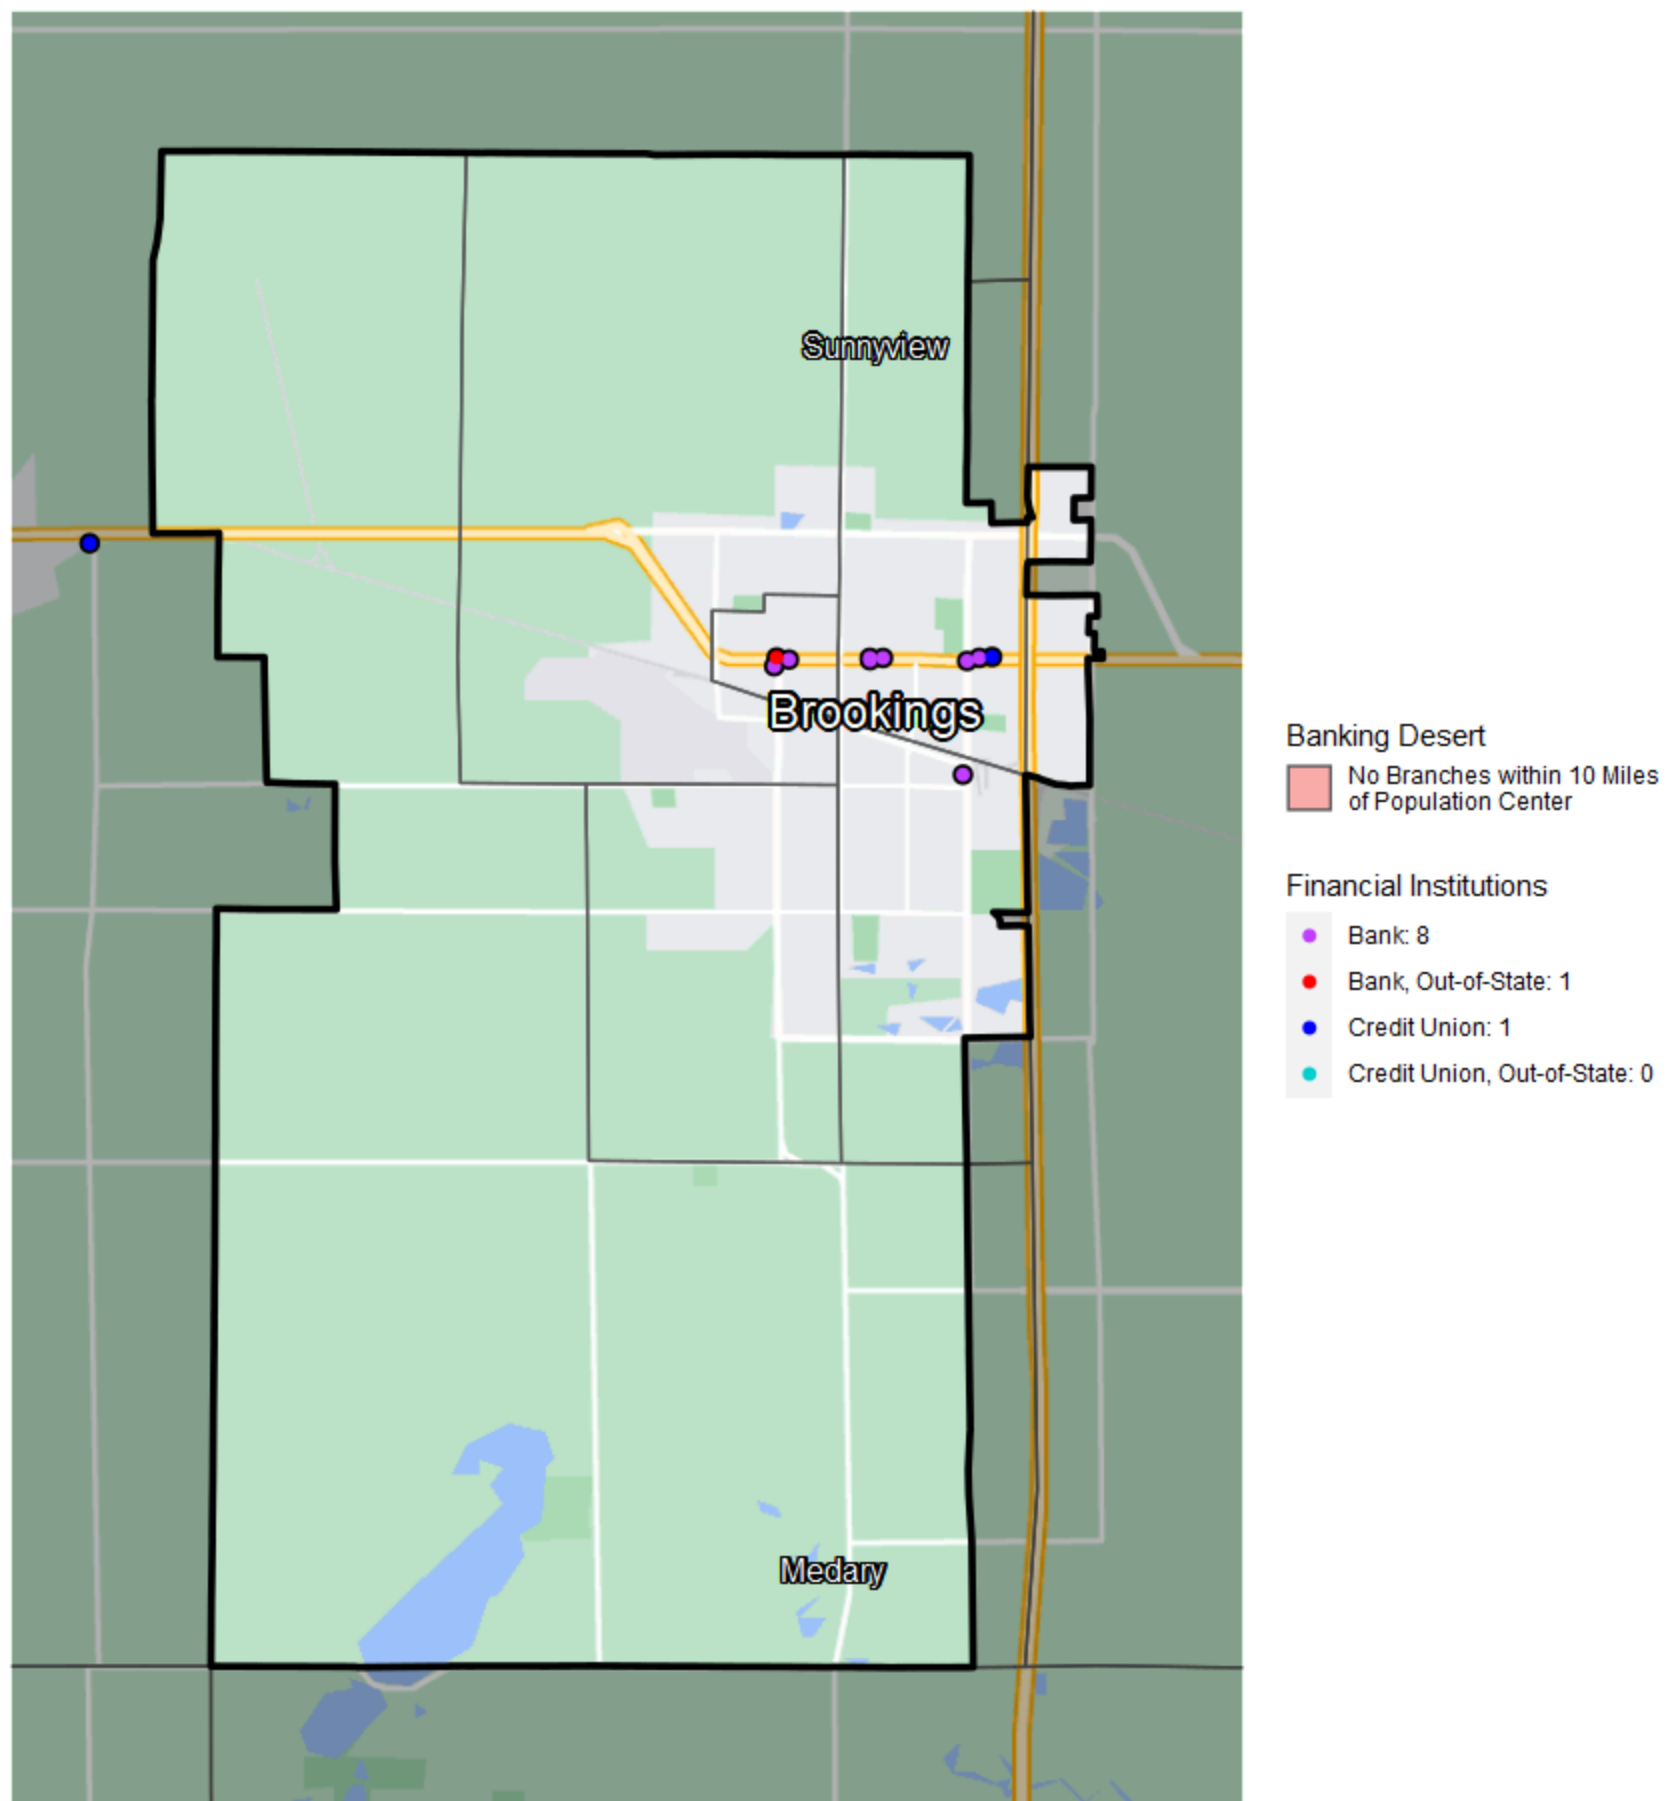 Sunnyview
Brookings
Medary
Banking Desert
No Branches within 10 Miles
of Population Center
Financial Institutions
Bank: 8
Bank, Out-of-State: 1
Credit Union: 1
Credit Union, Out-of-State: 0